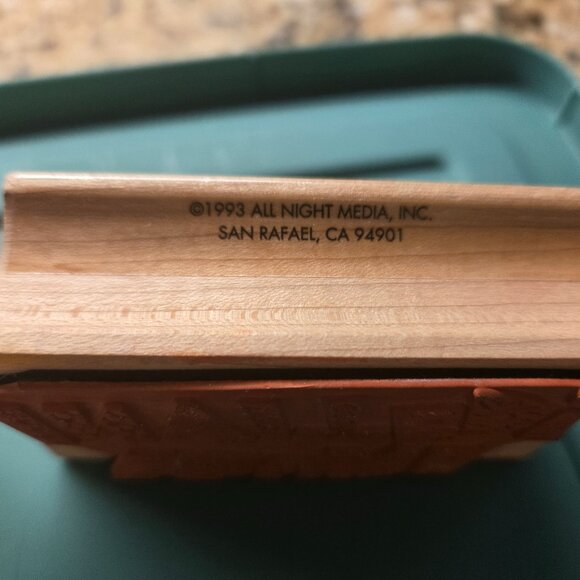 ©1993 ALL NIGHT MEDIA, INC.
SAN RAFAEL, CA 94901